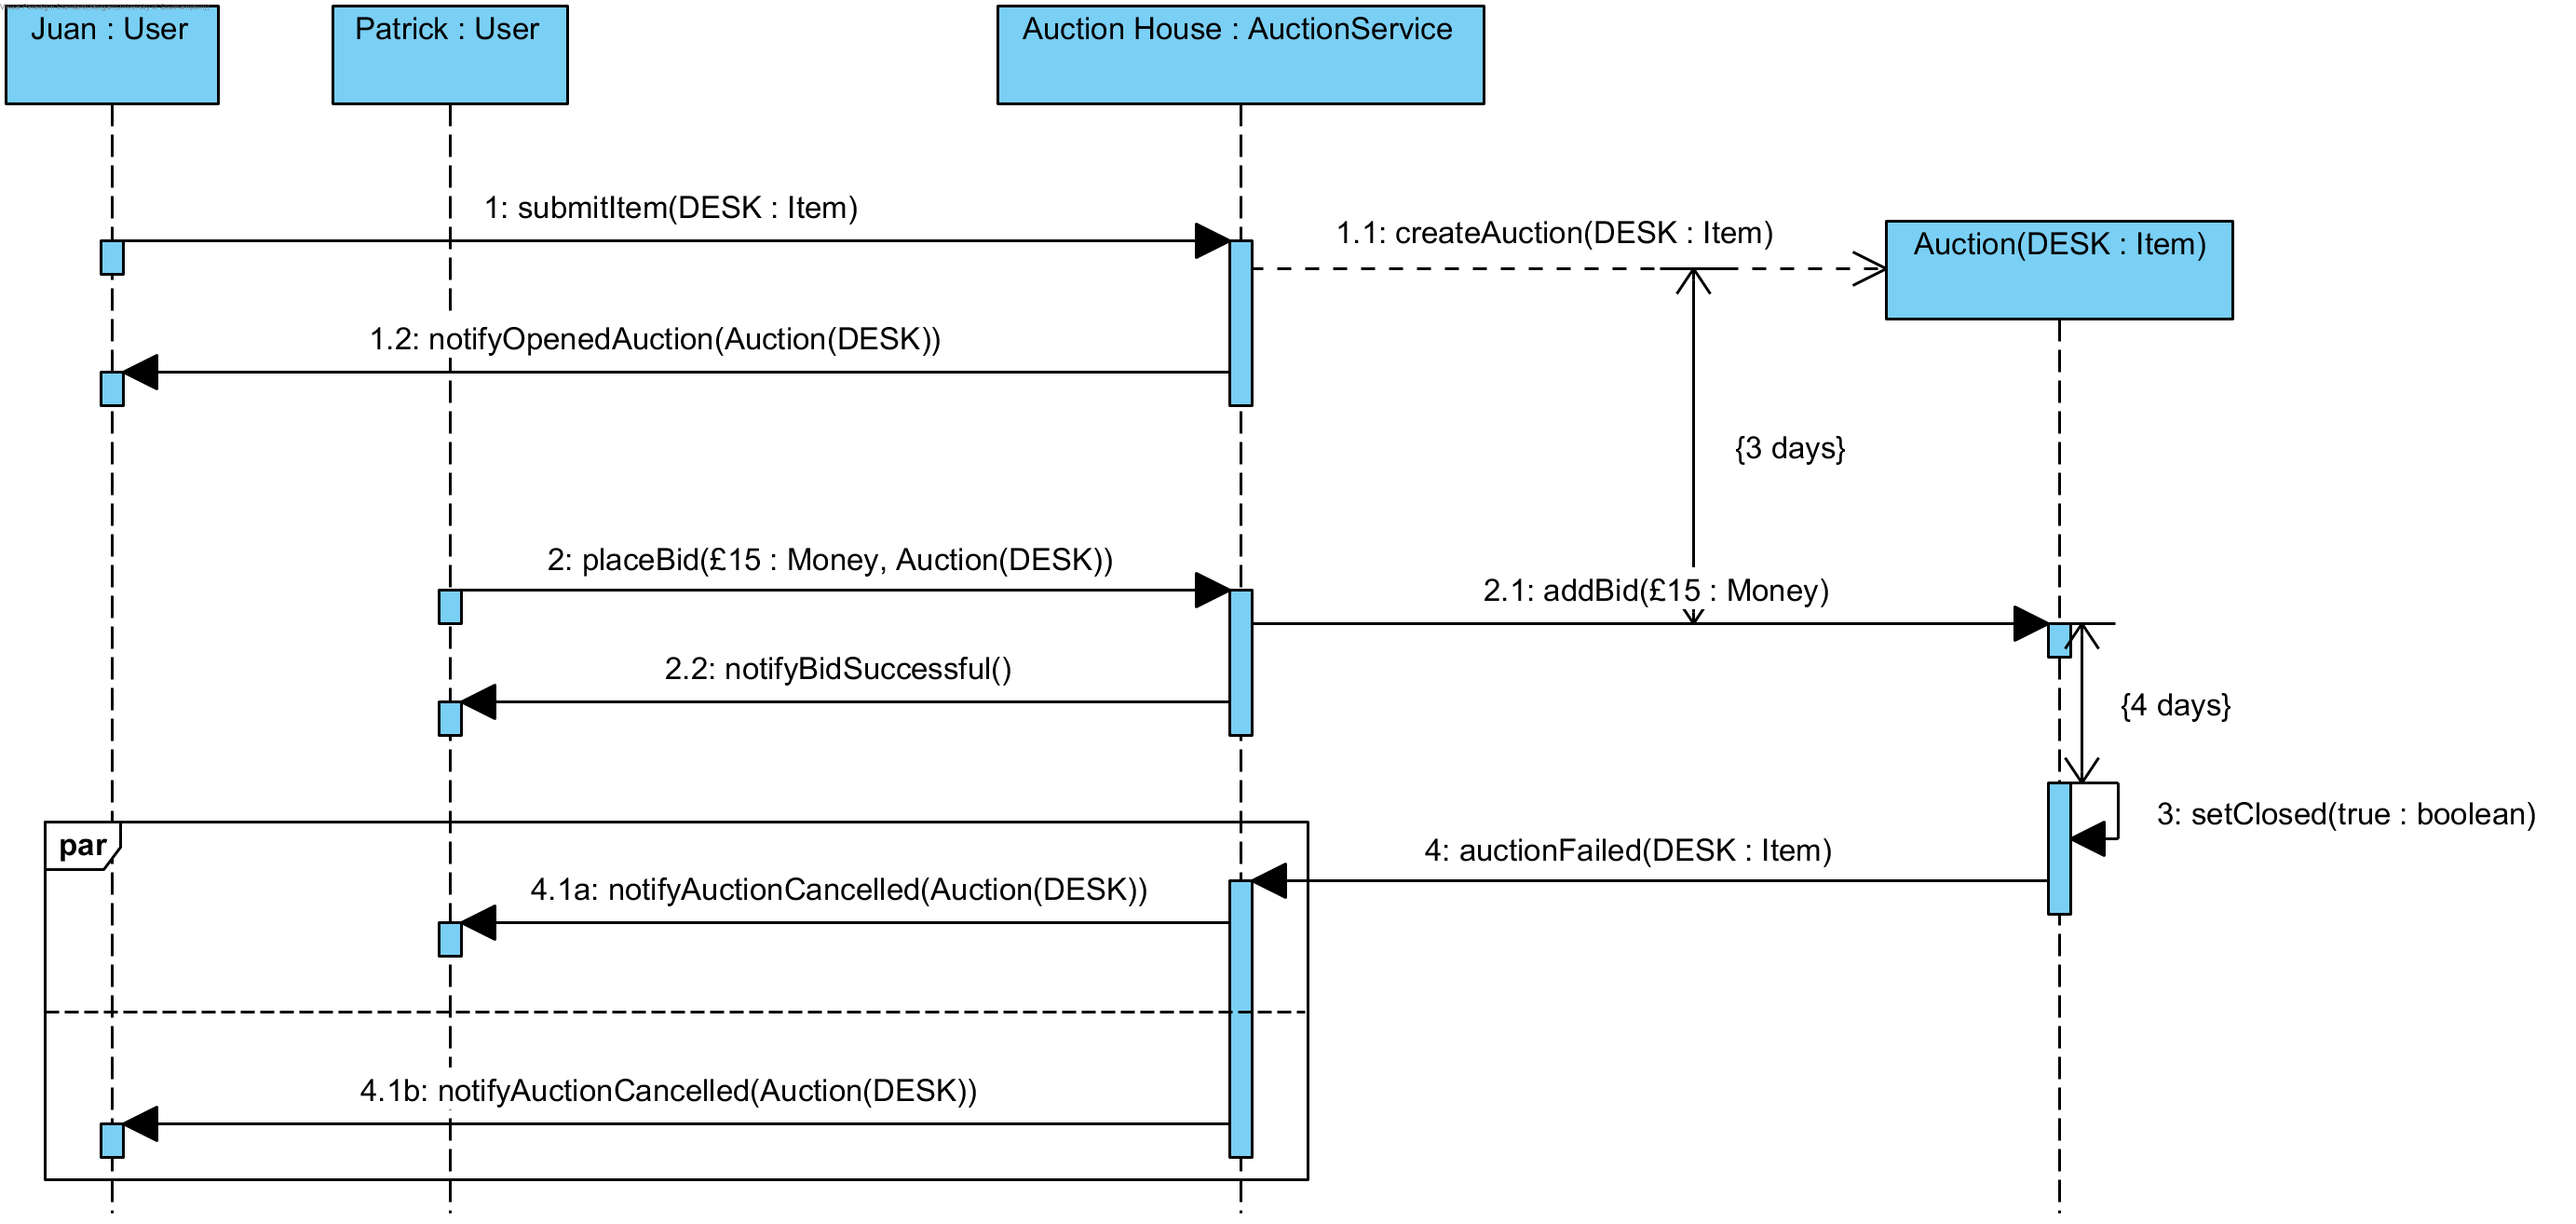 Juan : User
Patrick : User
Auction House : AuctionService
1: submitItem(DESK : Item)
1.1: createAuction(DESK : Item)
Auction(DESK : Item)
1.2: notifyOpenedAuction(Auction(DESK))
{3 days}
2: placeBid(£15 : Money, Auction(DESK))
2.1: addBid(£15 : Money)
2.2: notifyBidSuccessful()
{4 days}
3: setClosed(true : boolean)
par
4: auctionFailed(DESK : Item)
4.1a: notifyAuctionCancelled(Auction(DESK))
4.1b: notifyAuctionCancelled(Auction(DESK))